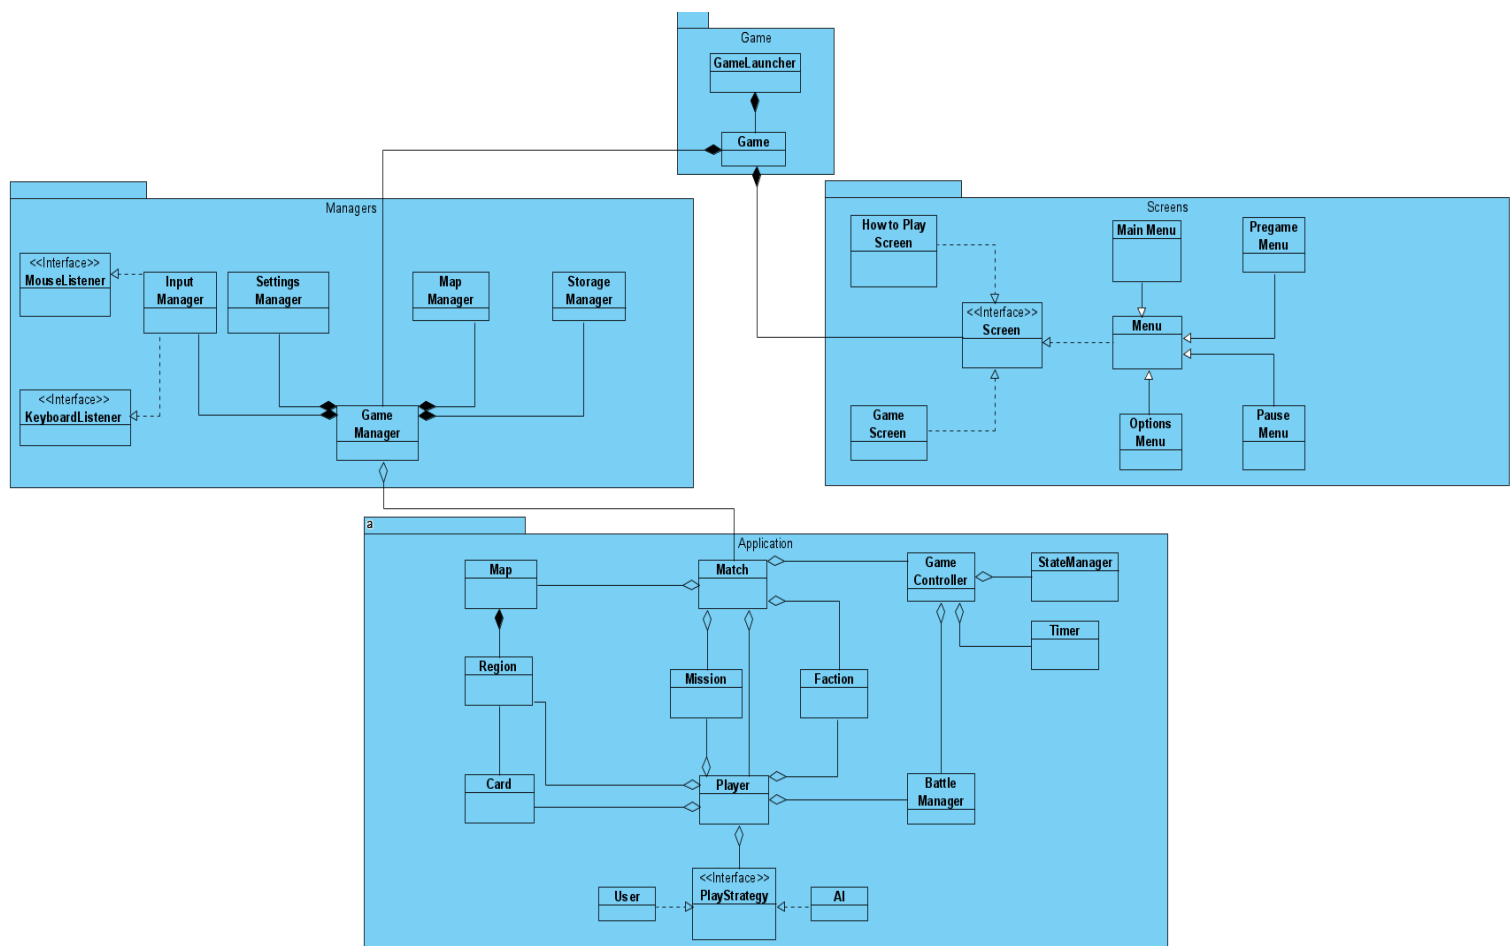 Game
GameLauncher
Game
Managers
<<Interface>>
MouseListener
Input
Manager
Settings
Manager
Map
Manager
Storage
Manager
<<Interface>>
KeyboardListener
Game
Manager
Screens
How to Play
Screen
Main Menu
Pregame
Menu
<<Interface>>
Screen
Menu
Game
Screen
Options
Menu
Pause
Menu
a
Application
Map
Match
Game
Controller
StateManager
Timer
Region
Mission
Faction
Card
Player
Battle
Manager
<<Interface>>
PlayStrategy
User
AI